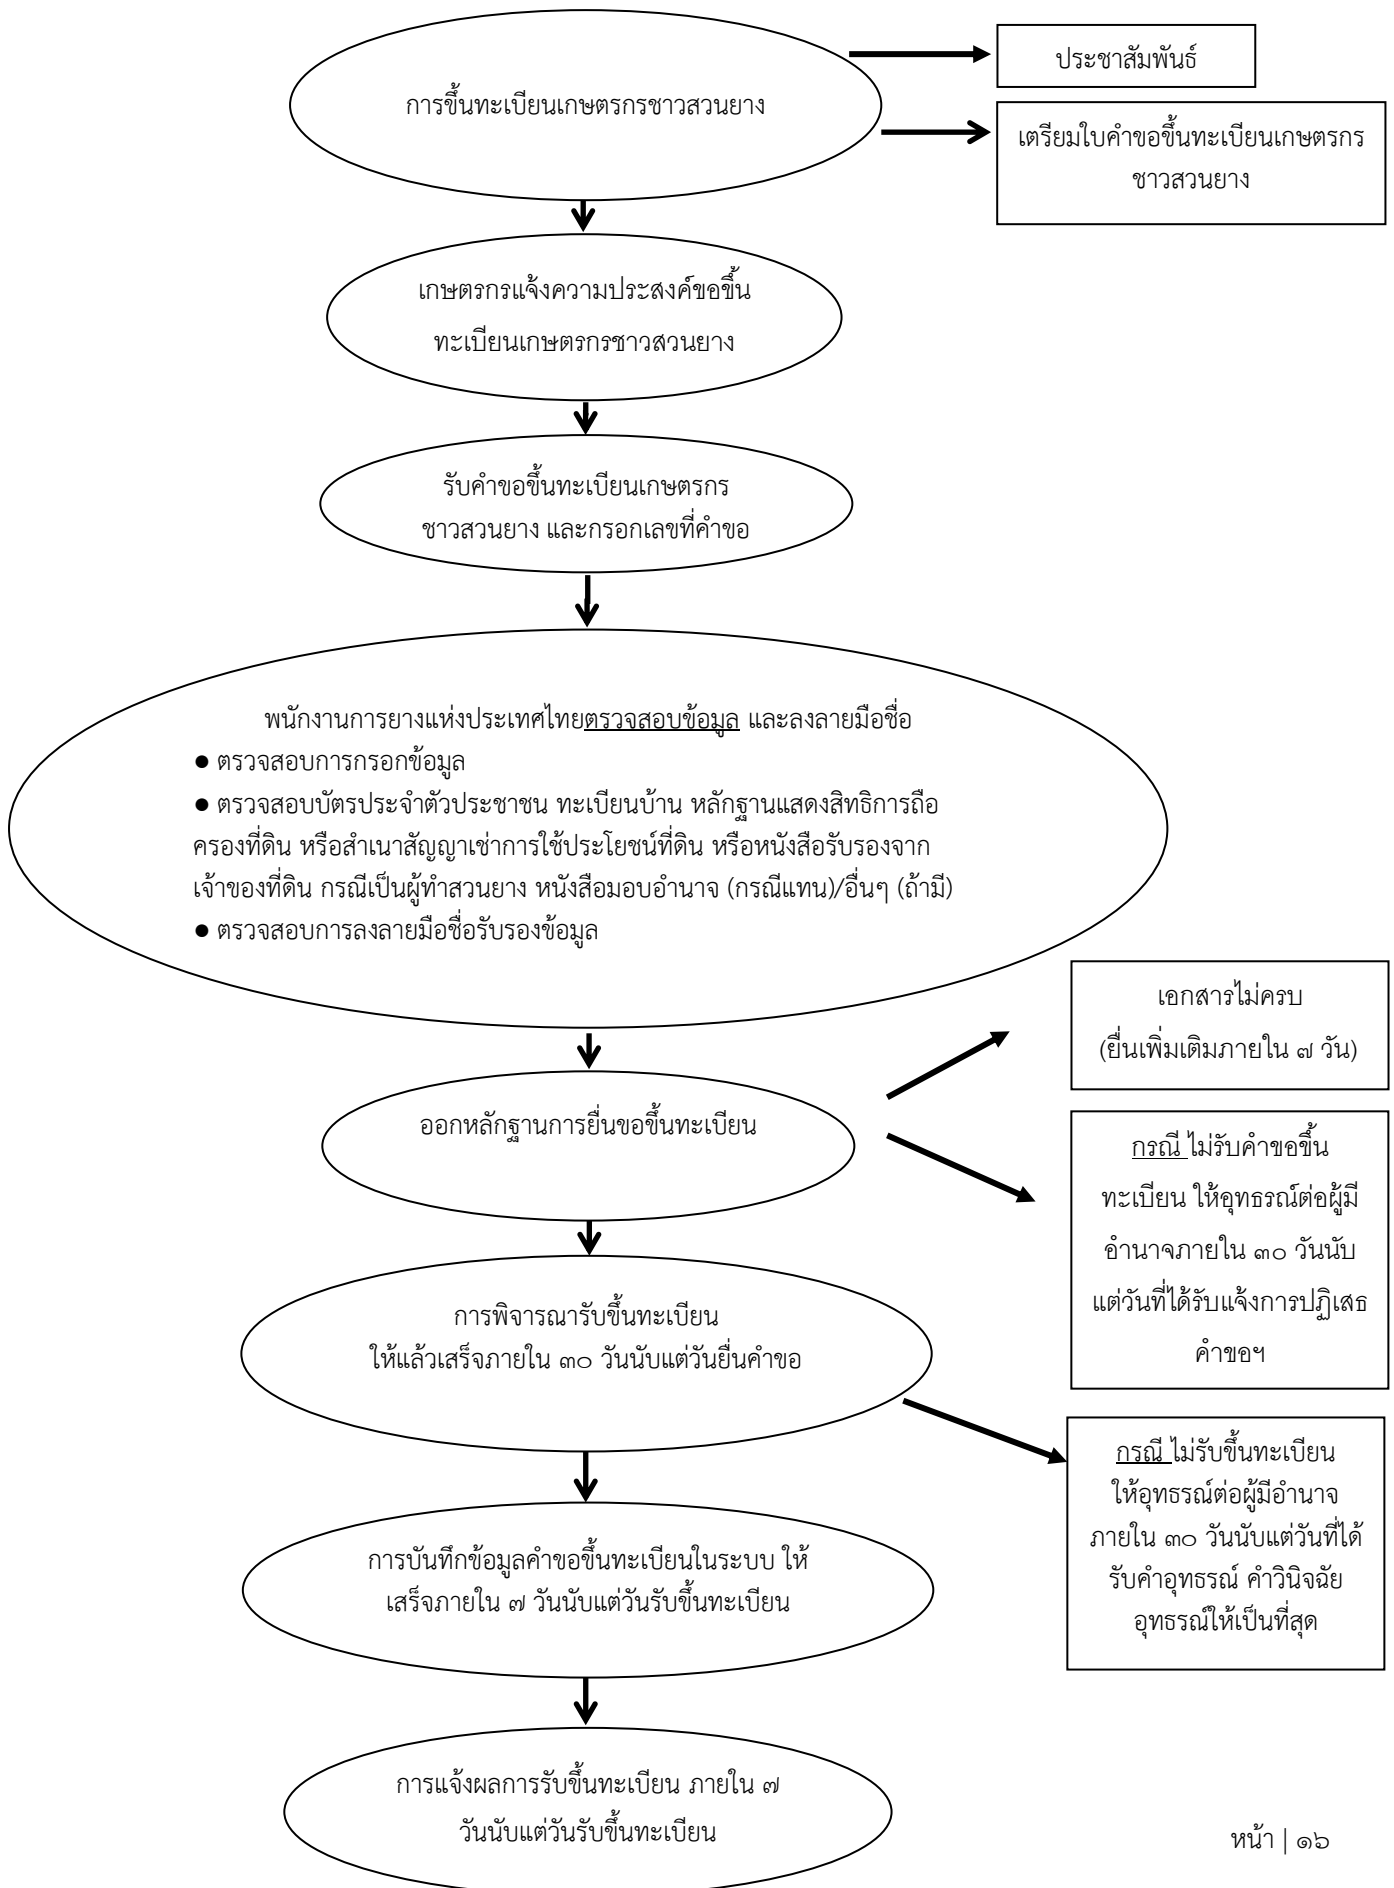 การขึ้นทะเบียนเกษตรกรชาวสวนยาง
ประชาสัมพันธ์
เตรียมใบคำขอขึ้นทะเบียนเกษตรกร
ชาวสวนยาง
เกษตรกรแจ้งความประสงค์ขอขึ้น
ทะเบียนเกษตรกรชาวสวนยาง
รับคำขอขึ้นทะเบียนเกษตรกร
ชาวสวนยาง และกรอกเลขที่คำขอ
พนักงานการยางแห่งประเทศไทยตรวจสอบข้อมูล และลงลายมือชื่อ
● ตรวจสอบการกรอกข้อมูล
● ตรวจสอบบัตรประจำตัวประชาชน ทะเบียนบ้าน หลักฐานแสดงสิทธิการถือ
ครองที่ดิน หรือสำเนาสัญญาเช่าการใช้ประโยชน์ที่ดิน หรือหนังสือรับรองจาก
เจ้าของที่ดิน กรณีเป็นผู้ทำสวนยาง หนังสือมอบอำนาจ (กรณีแทน)/อื่นๆ (ถ้ามี)
● ตรวจสอบการลงลายมือชื่อรับรองข้อมูล
เอกสารไม่ครบ
(ยื่นเพิ่มเติมภายใน ๗ วัน)
ออกหลักฐานการยื่นขอขึ้นทะเบียน
กรณี ไม่รับคำขอขึ้น
ทะเบียน ให้อุทธรณ์ต่อผู้มี
อำนาจภายใน ๓๐ วันนับ
แต่วันที่ได้รับแจ้งการปฏิเสธ
คำขอฯ
การพิจารณารับขึ้นทะเบียน
ให้แล้วเสร็จภายใน ๓๐ วันนับแต่วันยื่นคำขอ
กรณี ไม่รับขึ้นทะเบียน
ให้อุทธรณ์ต่อผู้มีอำนาจ
ภายใน ๓๐ วันนับแต่วันที่ได้
รับคำอุทธรณ์ คำวินิจฉัย
อุทธรณ์ให้เป็นที่สุด
การบันทึกข้อมูลคำขอขึ้นทะเบียนในระบบ ให้
เสร็จภายใน ๗ วันนับแต่วันรับขึ้นทะเบียน
การแจ้งผลการรับขึ้นทะเบียน ภายใน ๗
วันนับแต่วันรับขึ้นทะเบียน
หน้า | ๑๖